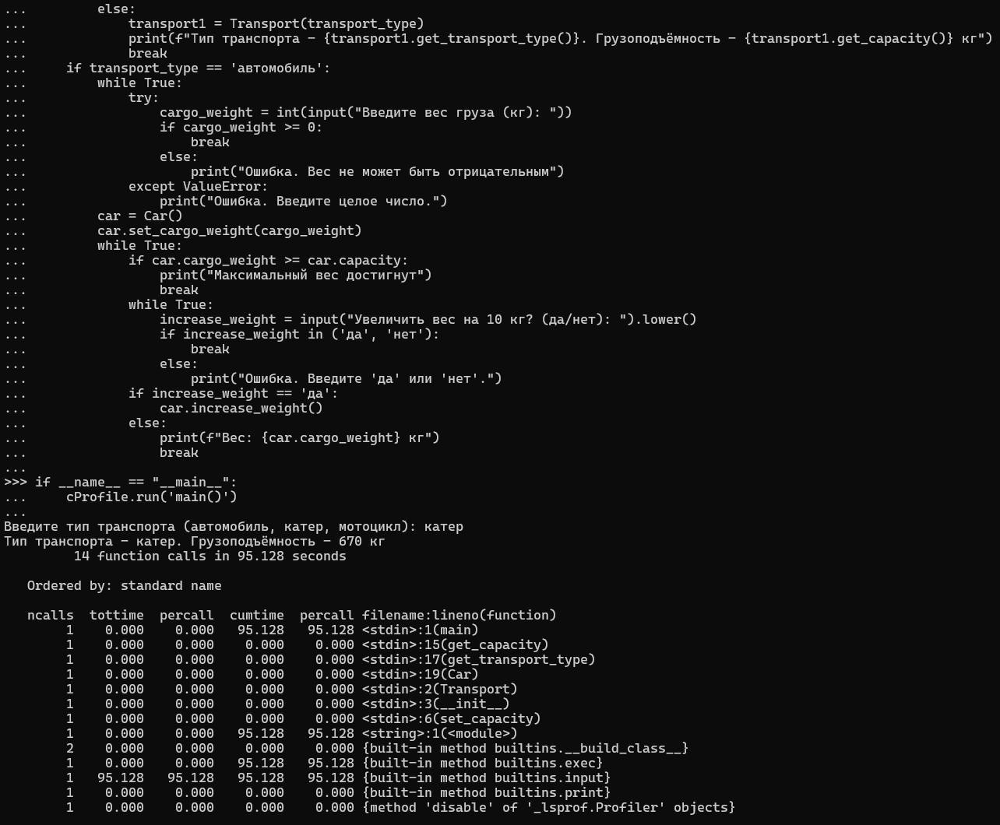 ...         else:
...             transport1 = Transport(transport_type)
...             print(f"Тип транспорта – {transport1.get_transport_type()}. Грузоподъёмность – {transport1.get_capacity()} кг")
...             break
...     if transport_type == 'автомобиль':
...         while True:
...             try:
...                 cargo_weight = int(input("Введите вес груза (кг): "))
...                 if cargo_weight >= 0:
...                     break
...                 else:
...                     print("Ошибка. Вес не может быть отрицательным")
...             except ValueError:
...                 print("Ошибка. Введите целое число.")
...         car = Car()
...         car.set_cargo_weight(cargo_weight)
...         while True:
...             if car.cargo_weight >= car.capacity:
...                 print("Максимальный вес достигнут")
...                 break
...             while True:
...                 increase_weight = input("Увеличить вес на 10 кг? (да/нет): ").lower()
...                 if increase_weight in ('да', 'нет'):
...                     break
...                 else:
...                     print("Ошибка. Введите 'да' или 'нет'.")
...             if increase_weight == 'да':
...                 car.increase_weight()
...             else:
...                 print(f"Вес: {car.cargo_weight} кг")
...                 break
...
>>> if __name__ == "__main__":
...     cProfile.run('main()')
...
Введите тип транспорта (автомобиль, катер, мотоцикл): катер
Тип транспорта – катер. Грузоподъёмность – 670 кг
         14 function calls in 95.128 seconds

   Ordered by: standard name

   ncalls  tottime  percall  cumtime  percall filename:lineno(function)
        1    0.000    0.000   95.128   95.128 <stdin>:1(main)
        1    0.000    0.000    0.000    0.000 <stdin>:15(get_capacity)
        1    0.000    0.000    0.000    0.000 <stdin>:17(get_transport_type)
        1    0.000    0.000    0.000    0.000 <stdin>:19(Car)
        1    0.000    0.000    0.000    0.000 <stdin>:2(Transport)
        1    0.000    0.000    0.000    0.000 <stdin>:3(__init__)
        1    0.000    0.000    0.000    0.000 <stdin>:6(set_capacity)
        1    0.000    0.000   95.128   95.128 <string>:1(<module>)
        2    0.000    0.000    0.000    0.000 {built-in method builtins.__build_class__}
        1    0.000    0.000   95.128   95.128 {built-in method builtins.exec}
        1   95.128   95.128   95.128   95.128 {built-in method builtins.input}
        1    0.000    0.000    0.000    0.000 {built-in method builtins.print}
        1    0.000    0.000    0.000    0.000 {method 'disable' of '_lsprof.Profiler' objects}